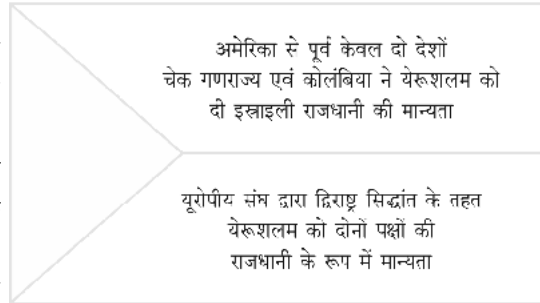 अमेरिका से पूर्व केवल दो देशों
चेक गणराज्य एवं कोलंबिया ने येरूशलम को
दी इस्राइली राजधानी की मान्यता
यूरोपीय संघ द्वारा द्विराष्ट्र सिद्धांत के तहत
येरूशलम को दोनों पक्षों की
राजधानी के रूप में मान्यता